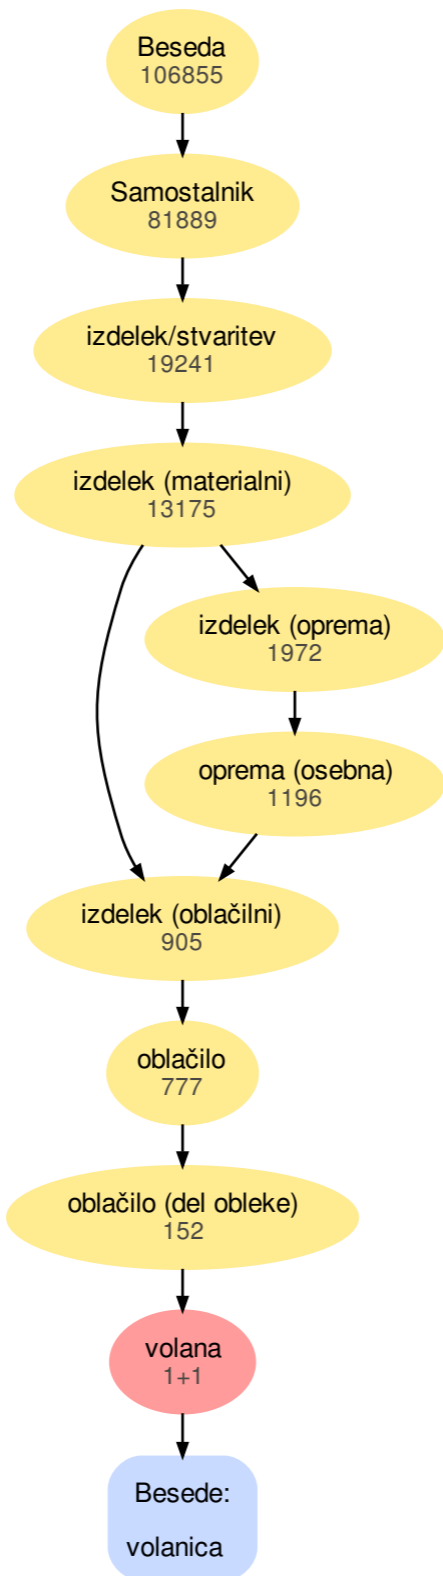 Beseda
106855
Samostalnik
81889
izdelek/stvaritev
19241
izdelek (materialni)
13175
izdelek (oprema)
1972
oprema (osebna)
1196
izdelek (oblačilni)
905
oblačilo
777
oblačilo (del obleke)
152
volana
1+1
Besede:
volanica